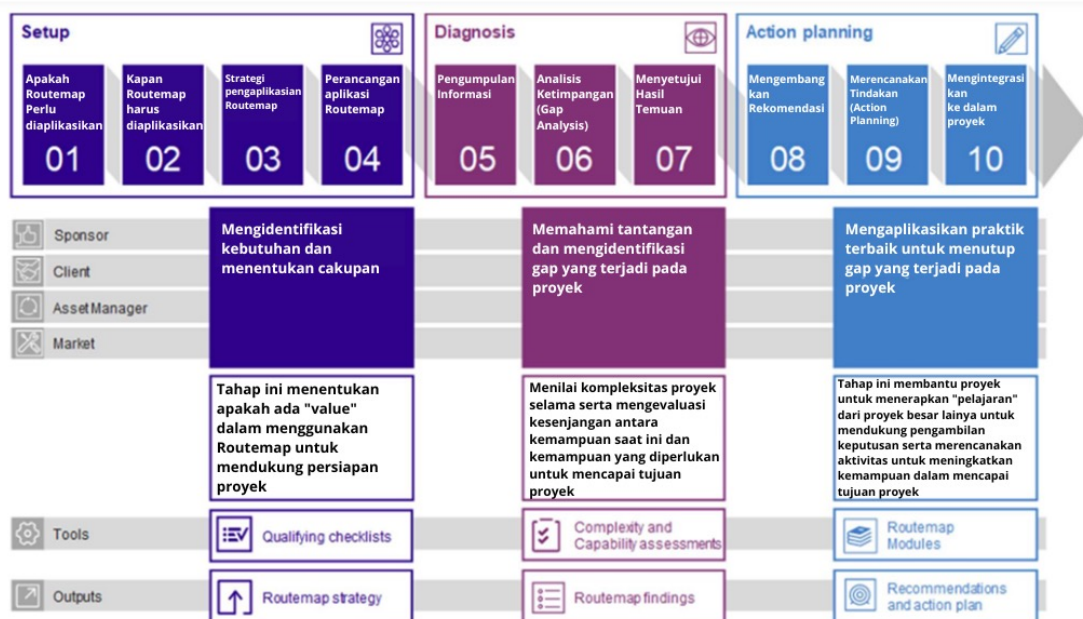 Setup
Apakah
Routemap
Perlu
diaplikasikan
01
Kapan
Routemap
harus
diaplikasikan
02
Strategi
pengaplikasian
Routemap
03
Perancangan
aplikasi
Routemap
04
Diagnosis
Pengumpulan
Informasi
05
Analisis
Ketimpangan
(Gap
Analysis)
06
Menyetujui
Hasil
Temuan
07
Action planning
Mengembang
kan
Rekomendasi
08
Merencanakan
Tindakan
(Action
Planning)
09
Mengintegrasi
kan
ke dalam
proyek
10
Sponsor
Client
Asset Manager
Market
Mengidentifikasi
kebutuhan dan
menentukan cakupan
Memahami tantangan
dan mengidentifikasi
gap yang terjadi pada
proyek
Mengaplikasikan praktik
terbaik untuk menutup
gap yang terjadi pada
proyek
Tahap ini menentukan
apakah ada "value"
dalam menggunakan
Routemap untuk
mendukung persiapan
proyek
Menilai kompleksitas proyek
selama serta mengevaluasi
kesenjangan antara
kemampuan saat ini dan
kemampuan yang diperlukan
untuk mencapai tujuan
proyek
Tahap ini membantu proyek
untuk menerapkan "pelajaran"
dari proyek besar lainya untuk
mendukung pengambilan
keputusan serta merencanakan
aktivitas untuk meningkatkan
kemampuan dalam mencapai
tujuan proyek
Tools
Qualifying checklists
Complexity and
Capability assessments
Routemap
Modules
Outputs
Routemap strategy
Routemap findings
Recommendations
and action plan